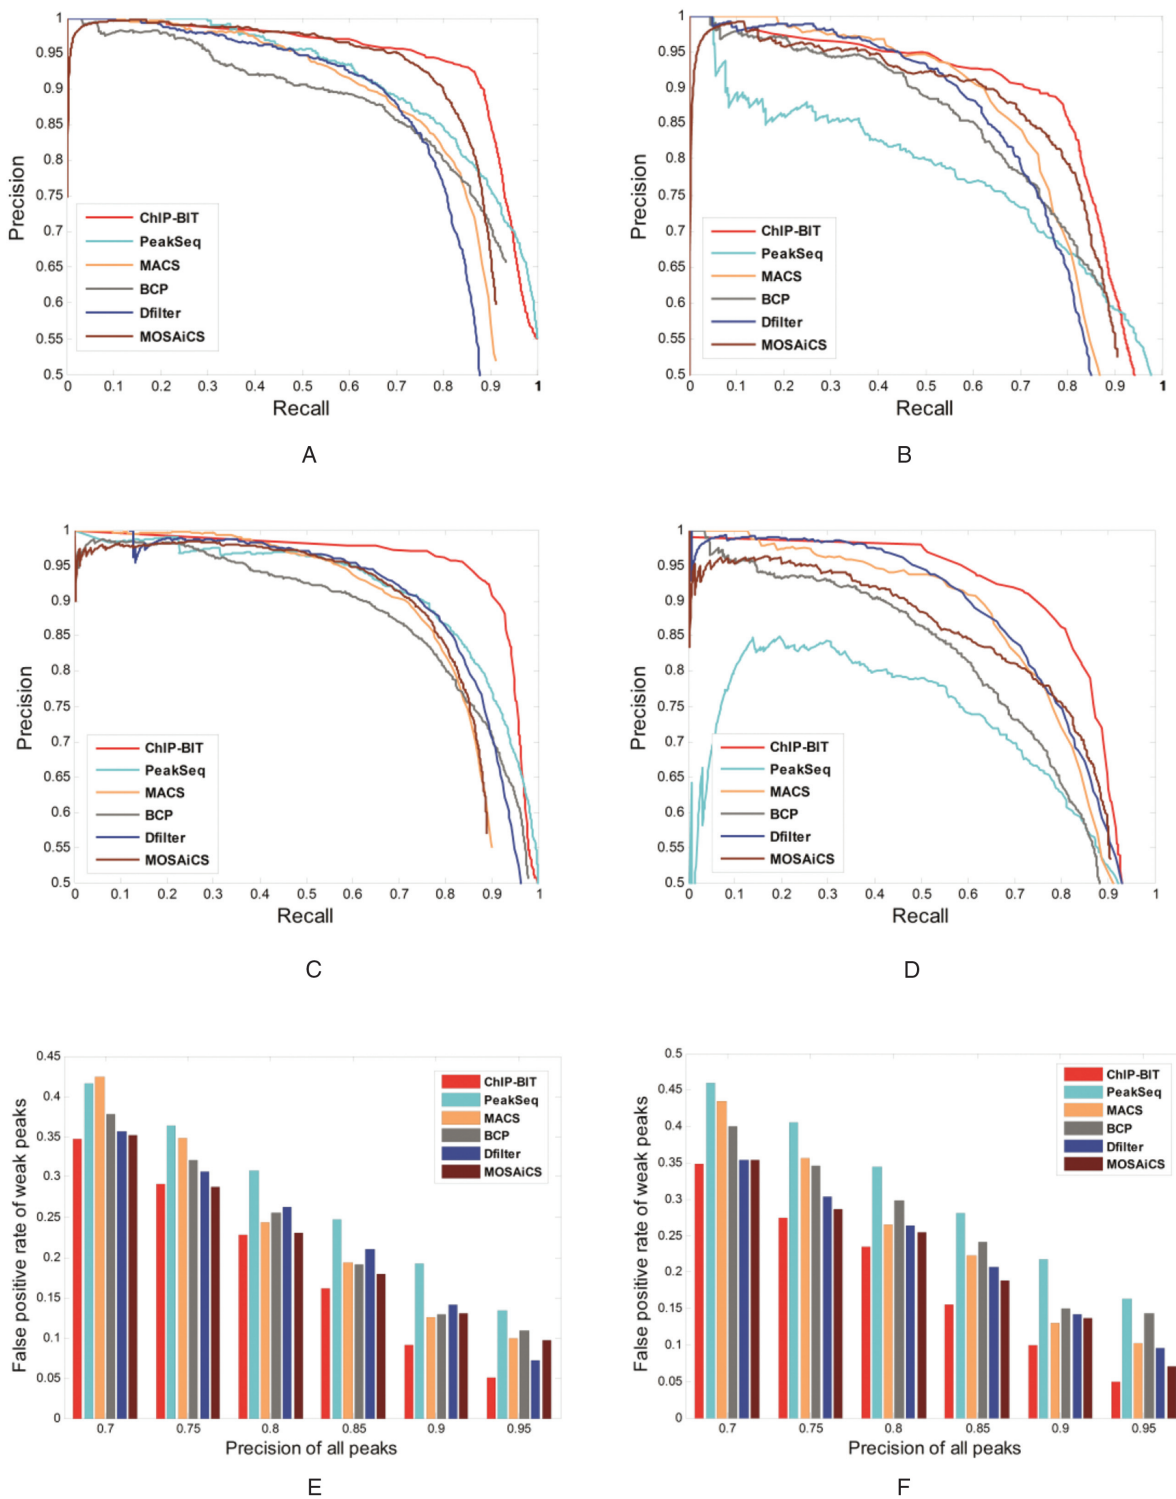 1
0.95
0.9
0.85
0.8
0.75
0.7
0.65
0.6
0.55
0.5
Precision
ChIP-BIT
PeakSeq
MACS
BCP
Dfilter
MOSAiCS
0 0.1 0.2 0.3 0.4 0.5 0.6 0.7 0.8 0.9 1
Recall
A
1
0.95
0.9
0.85
0.8
0.75
0.7
0.65
0.6
0.55
0.5
Precision
ChIP-BIT
PeakSeq
MACS
BCP
Dfilter
MOSAiCS
0 0.1 0.2 0.3 0.4 0.5 0.6 0.7 0.8 0.9 1
Recall
B
1
0.95
0.9
0.85
0.8
0.75
0.7
0.65
0.6
0.55
0.5
Precision
ChIP-BIT
PeakSeq
MACS
BCP
Dfilter
MOSAiCS
0 0.1 0.2 0.3 0.4 0.5 0.6 0.7 0.8 0.9 1
Recall
C
1
0.95
0.9
0.85
0.8
0.75
0.7
0.65
0.6
0.55
0.5
Precision
ChIP-BIT
PeakSeq
MACS
BCP
Dfilter
MOSAiCS
0 0.1 0.2 0.3 0.4 0.5 0.6 0.7 0.8 0.9 1
Recall
D
0.45
0.4
0.35
0.3
0.25
0.2
0.15
0.1
0.05
0
False positive rate of weak peaks
ChIP-BIT
PeakSeq
MACS
BCP
Dfilter
MOSAiCS
0.7 0.75 0.8 0.85 0.9 0.95
Precision of all peaks
E
0.5
0.45
0.4
0.35
0.3
0.25
0.2
0.15
0.1
0.05
0
False positive rate of weak peaks
ChIP-BIT
PeakSeq
MACS
BCP
Dfilter
MOSAiCS
0.7 0.75 0.8 0.85 0.9 0.95
Precision of all peaks
F